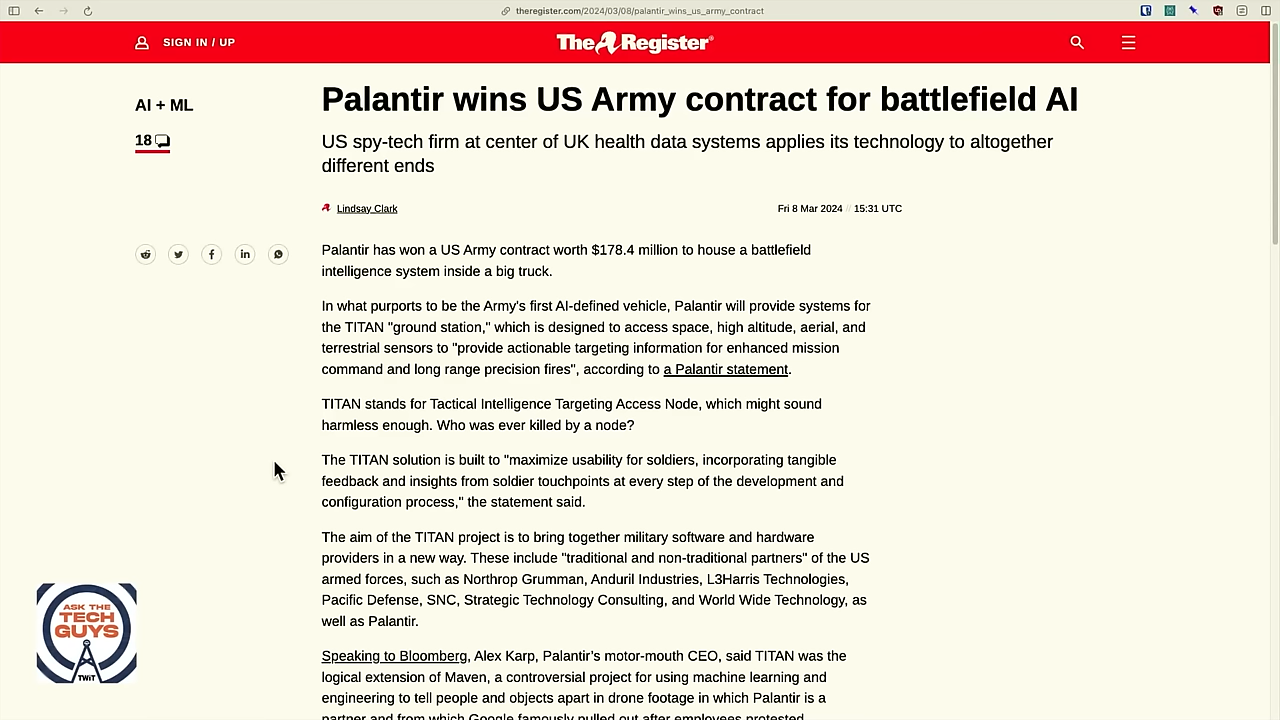 theregister.com/2024/03/08/palantir_wins_us_army_contract
SIGN IN / UP
The Register®
AI + ML
18
Palantir wins US Army contract for battlefield AI
US spy-tech firm at center of UK health data systems applies its technology to altogether
different ends
Lindsay Clark
Fri 8 Mar 2024 // 15:31 UTC
Palantir has won a US Army contract worth $178.4 million to house a battlefield
intelligence system inside a big truck.
In what purports to be the Army's first AI-defined vehicle, Palantir will provide systems for
the TITAN "ground station," which is designed to access space, high altitude, aerial, and
terrestrial sensors to "provide actionable targeting information for enhanced mission
command and long range precision fires", according to a Palantir statement.
TITAN stands for Tactical Intelligence Targeting Access Node, which might sound
harmless enough. Who was ever killed by a node?
The TITAN solution is built to "maximize usability for soldiers, incorporating tangible
feedback and insights from soldier touchpoints at every step of the development and
configuration process," the statement said.
The aim of the TITAN project is to bring together military software and hardware
providers in a new way. These include "traditional and non-traditional partners" of the US
armed forces, such as Northrop Grumman, Anduril Industries, L3Harris Technologies,
Pacific Defense, SNC, Strategic Technology Consulting, and World Wide Technology, as
well as Palantir.
Speaking to Bloomberg, Alex Karp, Palantir's motor-mouth CEO, said TITAN was the
logical extension of Maven, a controversial project for using machine learning and
engineering to tell people and objects apart in drone footage in which Palantir is a
partner and from which Google famously pulled out after employees protested.
ASK THE
TECH
GUYS
TWiT